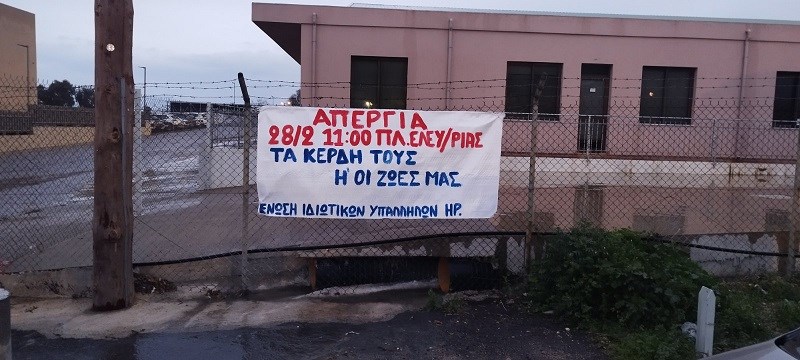 ΑΠΕΡΓΙΑ
28/2 11:00 ΠΛ.ΕΛΕΥ/ΡΙΑΣ
ΤΑ ΚΕΡΔΗ ΤΟΥΣ
Ή ΟΙ ΖΩΕΣ ΜΑΣ
ΕΝΩΣΗ ΙΔΙΩΤΙΚΩΝ ΥΠΑΛΛΗΛΩΝ ΗΡ.